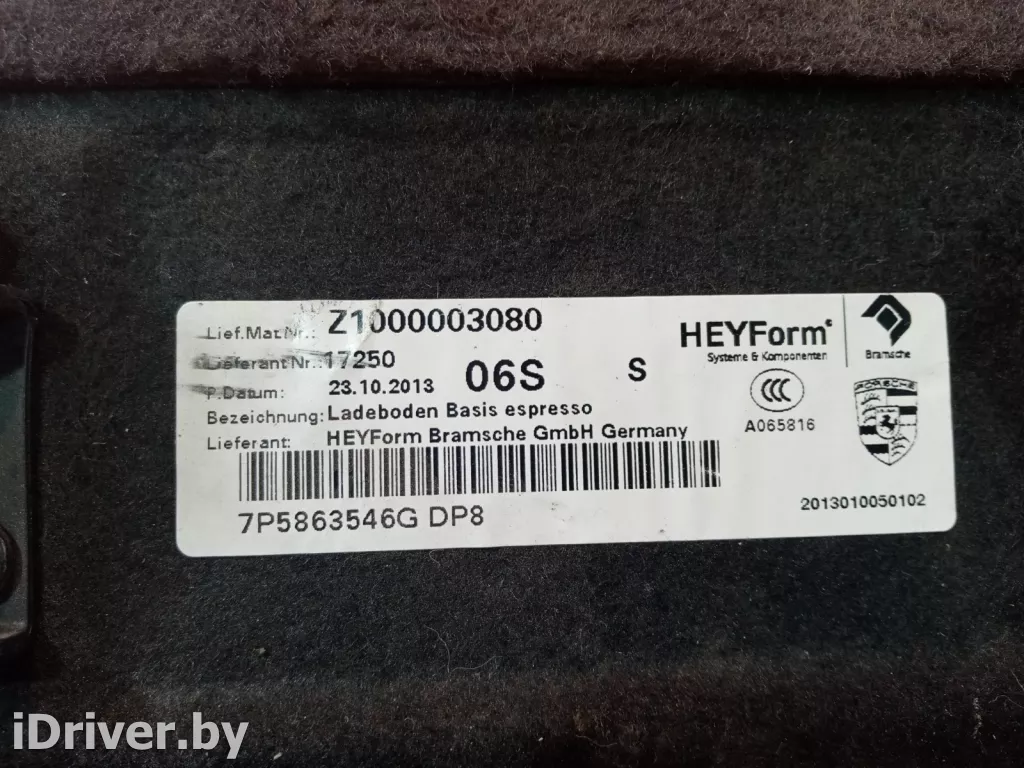 Lief.Mat.Nr.: Z1000003080
Lieferant Nr.: 17250
P.Datum: 23.10.2013
06S
S
Bezeichnung: Ladeboden Basis espresso
Lieferant: HEYForm Bramsche GmbH Germany
7P5863546G DP8
HEYForm
Systeme & Komponenten
Bramsche
CCC
A065816
PORSCHE
2013010050102
iDriver.by